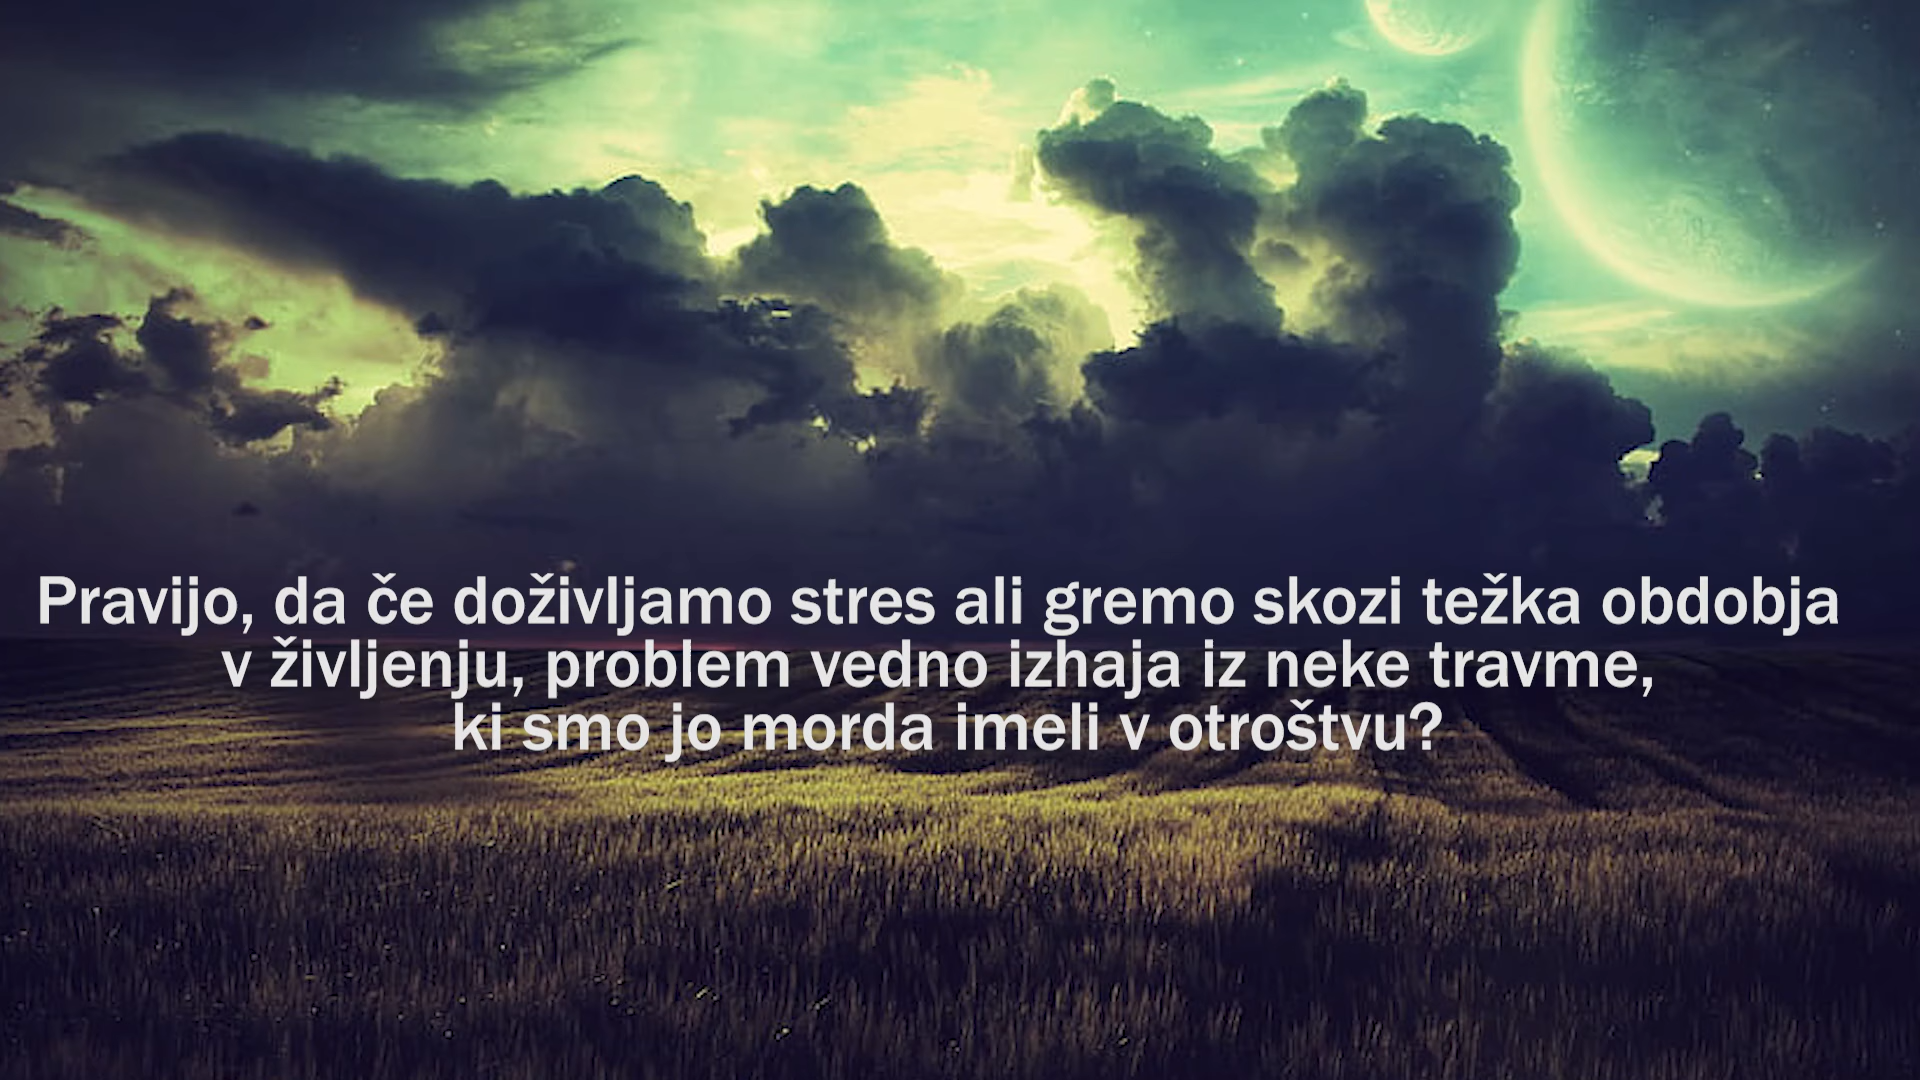 Pravijo, da če doživljamo stres ali gremo skozi težka obdobja
v življenju, problem vedno izhaja iz neke travme,
ki smo jo morda imeli v otroštvu?